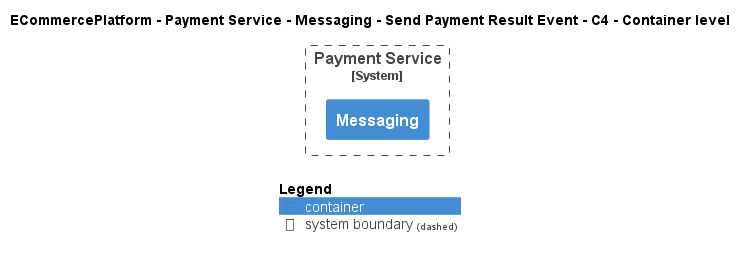 ECommercePlatform - Payment Service - Messaging - Send Payment Result Event - C4 - Container level
Payment Service
[System]
Messaging
Legend
container
system boundary (dashed)